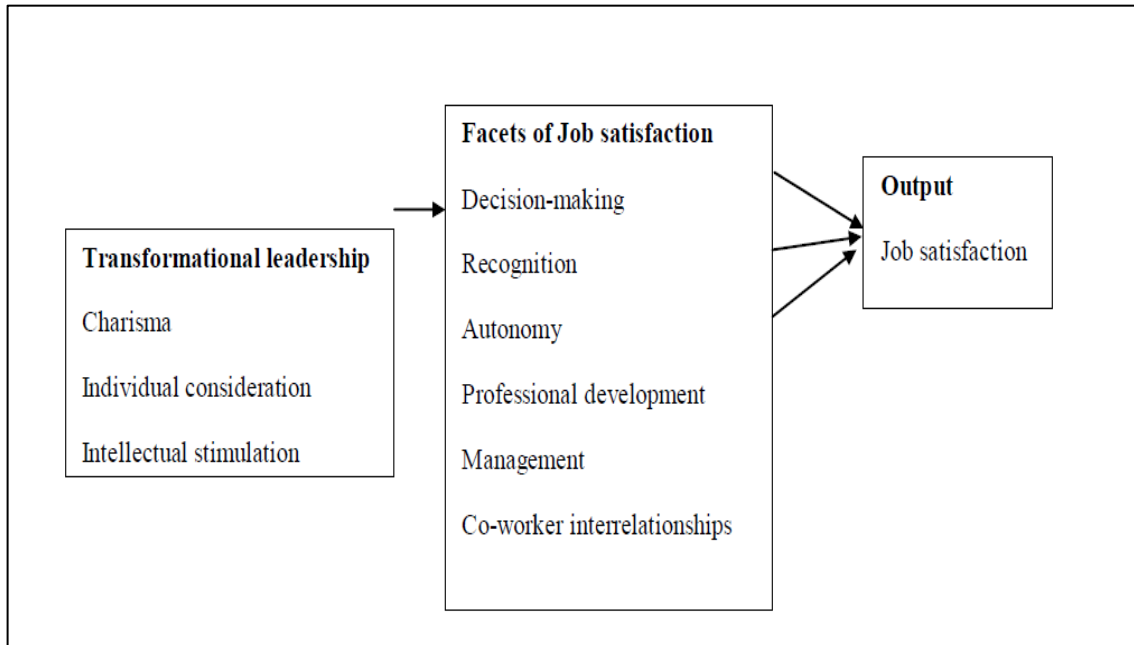 Transformational leadership
Charisma
Individual consideration
Intellectual stimulation
Facets of Job satisfaction
Decision-making
Recognition
Autonomy
Professional development
Management
Co-worker interrelationships
Output
Job satisfaction